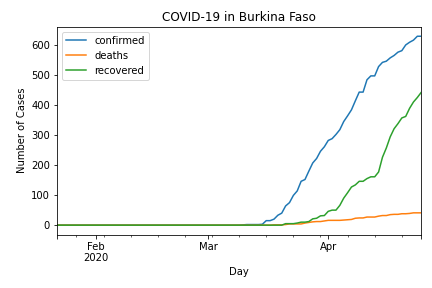 COVID-19 in Burkina Faso
confirmed
deaths
recovered
Number of Cases
600
500
400
300
200
100
0
Feb
2020
Mar
Apr
Day